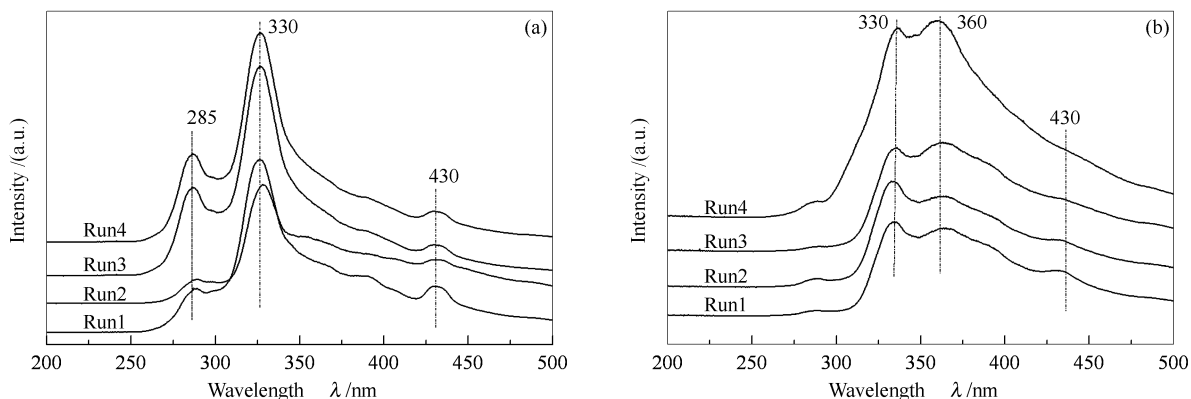 (a)
330
285
430
Run4
Run3
Run2
Run1
Intensity /(a.u.)
200 250 300 350 400 450 500
Wavelength λ /nm
(b)
330 360
430
Run4
Run3
Run2
Run1
Intensity /(a.u.)
200 250 300 350 400 450 500
Wavelength λ /nm